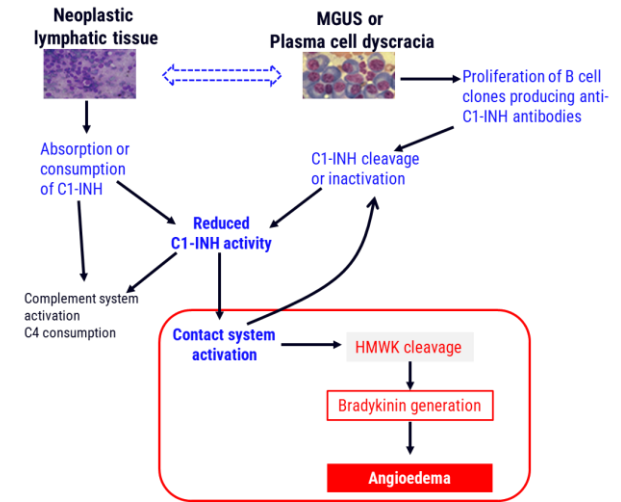 Neoplastic
lymphatic tissue
MGUS or
Plasma cell dyscracia
Proliferation of B cell
clones producing anti-
C1-INH antibodies
Absorption or
consumption
of C1-INH
C1-INH cleavage
or inactivation
Reduced
C1-INH activity
Complement system
activation
C4 consumption
Contact system
activation
HMWK cleavage
Bradykinin generation
Angioedema